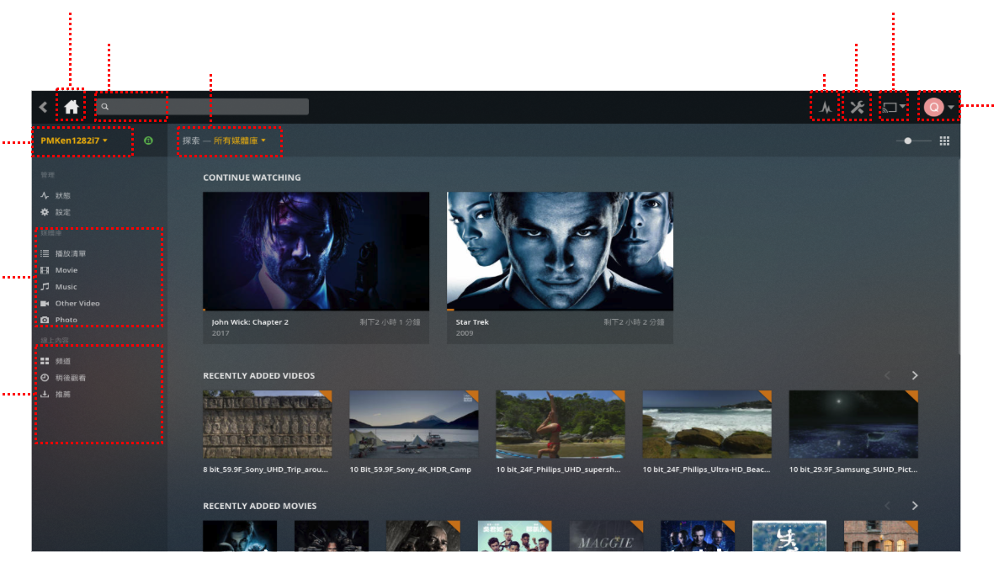 Q
PMKen1282i7
探索 — 所有媒體庫
管理
狀態
設定
媒體庫
播放清單
Movie
Music
Other Video
Photo
線上內容
頻道
稍後觀看
推薦
CONTINUE WATCHING
John Wick: Chapter 2
剩下2 小時 1 分鐘
2017
Star Trek
剩下2 小時 2 分鐘
2009
RECENTLY ADDED VIDEOS
8 bit_59.9F_Sony_UHD_Trip_arou...
10 Bit_59.9F_Sony_4K_HDR_Camp
10 bit_24F_Philips_UHD_supersh...
10 bit_24F_Philips_Ultra-HD_Beac...
10 bit_29.9F_Samsung_SUHD_Pict...
RECENTLY ADDED MOVIES
MAGGIE